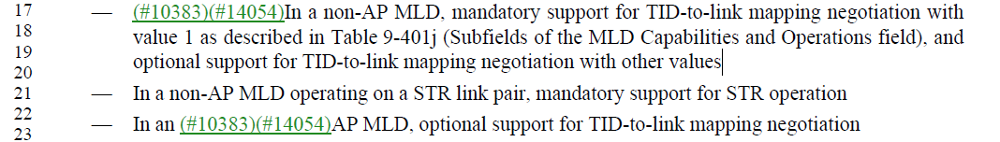 17 — (#10383)(#14054)In a non-AP MLD, mandatory support for TID-to-link mapping negotiation with
18 value 1 as described in Table 9-401j (Subfields of the MLD Capabilities and Operations field), and
19
20 optional support for TID-to-link mapping negotiation with other values
21 — In a non-AP MLD operating on a STR link pair, mandatory support for STR operation
22
23 — In an (#10383)(#14054)AP MLD, optional support for TID-to-link mapping negotiation